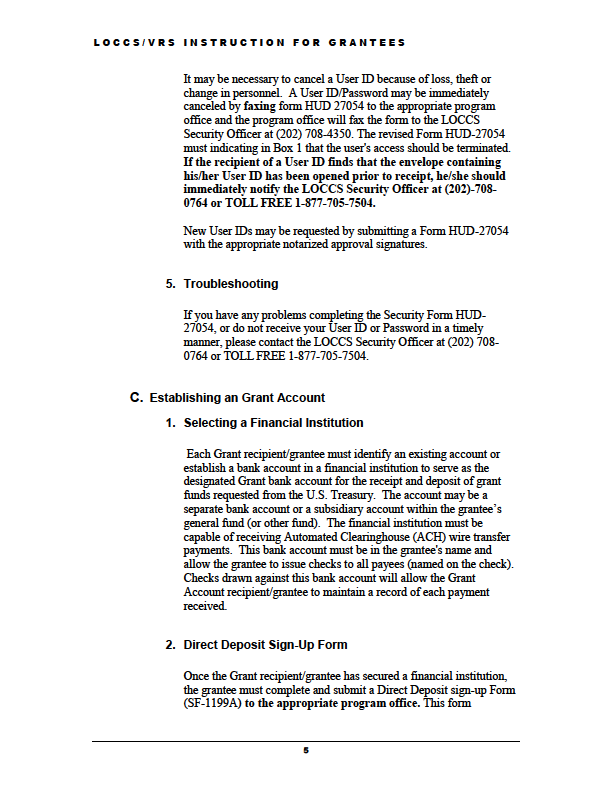 LOCCS/VRS INSTRUCTION FOR GRANTEES
It may be necessary to cancel a User ID because of loss, theft or
change in personnel. A User ID/Password may be immediately
canceled by faxing form HUD 27054 to the appropriate program
office and the program office will fax the form to the LOCCS
Security Officer at (202) 708-4350. The revised Form HUD-27054
must indicating in Box 1 that the user's access should be terminated.
If the recipient of a User ID finds that the envelope containing
his/her User ID has been opened prior to receipt, he/she should
immediately notify the LOCCS Security Officer at (202)-708-
0764 or TOLL FREE 1-877-705-7504.
New User IDs may be requested by submitting a Form HUD-27054
with the appropriate notarized approval signatures.
5. Troubleshooting
If you have any problems completing the Security Form HUD-
27054, or do not receive your User ID or Password in a timely
manner, please contact the LOCCS Security Officer at (202) 708-
0764 or TOLL FREE 1-877-705-7504.
C. Establishing an Grant Account
1. Selecting a Financial Institution
Each Grant recipient/grantee must identify an existing account or
establish a bank account in a financial institution to serve as the
designated Grant bank account for the receipt and deposit of grant
funds requested from the U.S. Treasury. The account may be a
separate bank account or a subsidiary account within the grantee’s
general fund (or other fund). The financial institution must be
capable of receiving Automated Clearinghouse (ACH) wire transfer
payments. This bank account must be in the grantee's name and
allow the grantee to issue checks to all payees (named on the check).
Checks drawn against this bank account will allow the Grant
Account recipient/grantee to maintain a record of each payment
received.
2. Direct Deposit Sign-Up Form
Once the Grant recipient/grantee has secured a financial institution,
the grantee must complete and submit a Direct Deposit sign-up Form
(SF-1199A) to the appropriate program office. This form
5